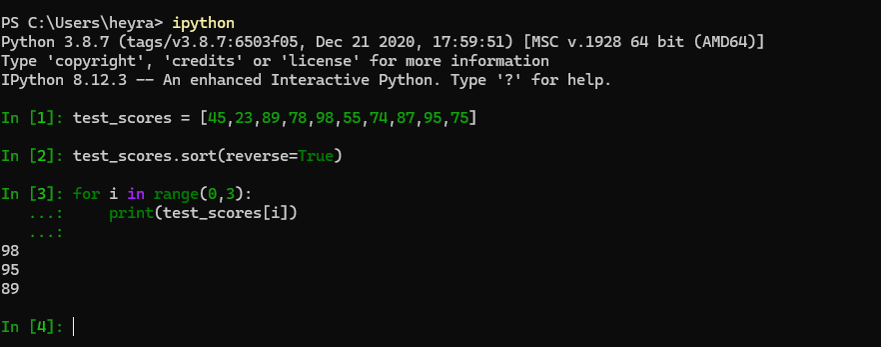 PS C:\Users\heyra> ipython
Python 3.8.7 (tags/v3.8.7:6503f05, Dec 21 2020, 17:59:51) [MSC v.1928 64 bit (AMD64)]
Type 'copyright', 'credits' or 'license' for more information
IPython 8.12.3 -- An enhanced Interactive Python. Type '?' for help.
In [1]: test_scores = [45,23,89,78,98,55,74,87,95,75]
In [2]: test_scores.sort(reverse=True)
In [3]: for i in range(0,3):
   ...:     print(test_scores[i])
   ...:
98
95
89
In [4]: